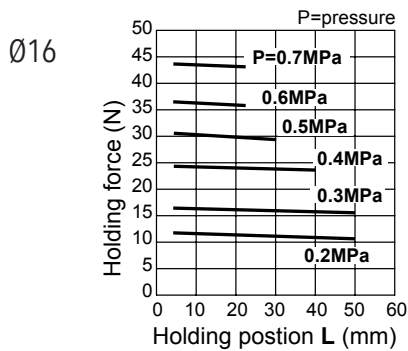 P=pressure
Ø16
50
45
40
35
30
25
20
15
10
5
0
P=0.7MPa
0.6MPa
0.5MPa
0.4MPa
0.3MPa
0.2MPa
Holding force (N)
0 10 20 30 40 50 60
Holding postion L (mm)